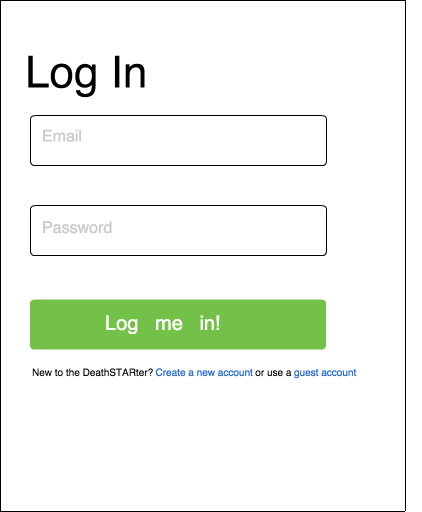 Log In
Email
Password
Log me in!
New to the DeathSTARter? Create a new account or use a guest account